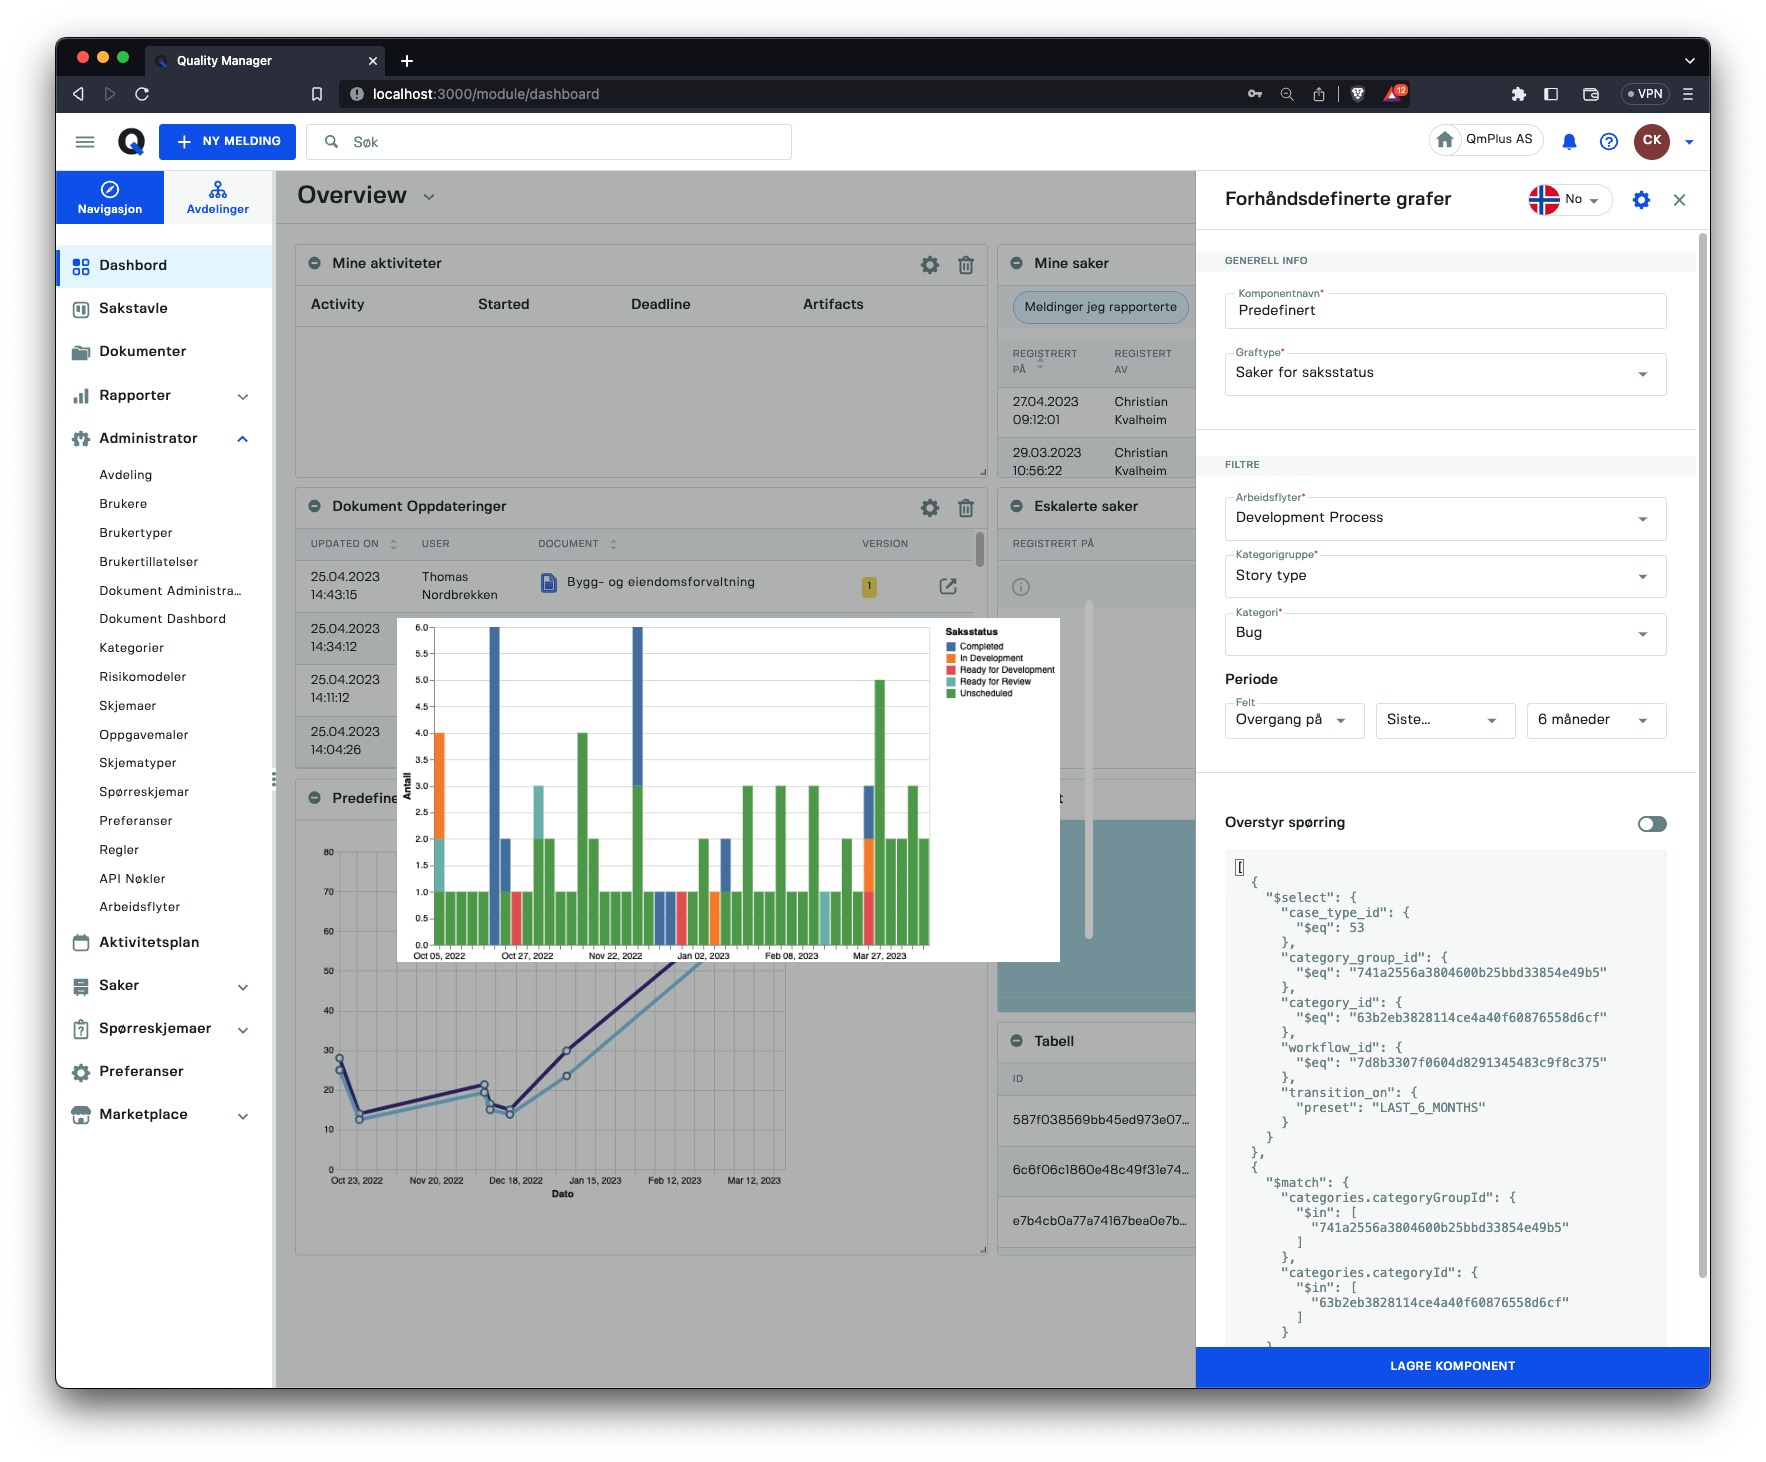 Quality Manager
localhost:3000/module/dashboard
12
VPN
NY MELDING
Søk
QmPlus AS
CK
Navigasjon
Avdelinger
Dashbord
Sakstavle
Dokumenter
Rapporter
Administrator
Avdeling
Brukere
Brukertyper
Brukertillatelser
Dokument Administra...
Dokument Dashbord
Kategorier
Risikomodeler
Skjemaer
Oppgavemaler
Skjematyper
Spørreskjemar
Preferanser
Regler
API Nøkler
Arbeidsflyter
Aktivitetsplan
Saker
Spørreskjemaer
Preferanser
Marketplace
Overview
Mine aktiviteter
Activity Started Deadline Artifacts
Mine saker
Meldinger jeg rapporterte
REGISTRERT PÅ
REGISTERT AV
27.04.2023 09:12:01
Christian Kvalheim
29.03.2023 10:56:22
Christian Kvalheim
Dokument Oppdateringer
UPDATED ON USER DOCUMENT VERSION
25.04.2023 14:43:15
Thomas Nordbrekken
Bygg- og eiendomsforvaltning
1
25.04.2023 14:34:12
25.04.2023 14:11:12
25.04.2023 14:04:26
Eskalerte saker
REGISTRERT PÅ
6.0
5.5
5.0
4.5
4.0
3.5
3.0
2.5
2.0
1.5
1.0
0.5
0.0
Antall
Oct 05, 2022 Oct 27, 2022 Nov 22, 2022 Jan 02, 2023 Feb 08, 2023 Mar 27, 2023
Saksstatus
Completed
In Development
Ready for Development
Ready for Review
Unscheduled
Predefine
t
80
70
60
50
40
30
20
10
0
Oct 23, 2022 Nov 20, 2022 Dec 18, 2022 Jan 15, 2023 Feb 12, 2023 Mar 12, 2023
Dato
Tabell
ID
587f038569bb45ed973e07...
6c6f06c1860e48c49f31e74...
e7b4cb0a77a74167bea0e7b...
Forhåndsdefinerte grafer
No
GENERELL INFO
Komponentnavn*
Predefinert
Graftype*
Saker for saksstatus
FILTRE
Arbeidsflyter*
Development Process
Kategorigruppe*
Story type
Kategori*
Bug
Periode
Felt
Overgang på
Siste...
6 måneder
Overstyr spørring
[
{
"$select": {
"case_type_id": {
"$eq": 53
},
"category_group_id": {
"$eq": "741a2556a3804600b25bbd33854e49b5"
},
"category_id": {
"$eq": "63b2eb3828114ce4a40f60876558d6cf"
},
"workflow_id": {
"$eq": "7d8b3307f0604d8291345483c9f8c375"
},
"transition_on": {
"preset": "LAST_6_MONTHS"
}
}
},
{
"$match": {
"categories.categoryGroupId": {
"$in": [
"741a2556a3804600b25bbd33854e49b5"
]
},
"categories.categoryId": {
"$in": [
"63b2eb3828114ce4a40f60876558d6cf"
]
}
}
LAGRE KOMPONENT